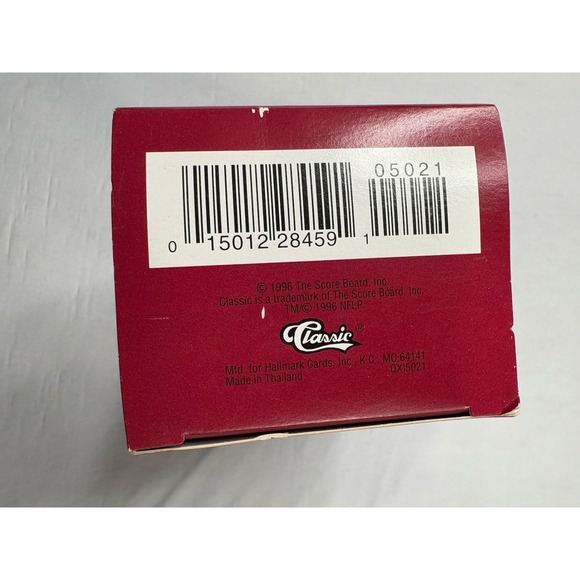 05021
0 15012 28459 1
© 1996 The Score Board, Inc.
Classic is a trademark of The Score Board, Inc.
TM/© 1996 NFLP
Classic®
Mfd. for Hallmark Cards, Inc., K.C., MO 64141
QXI5021
Made in Thailand